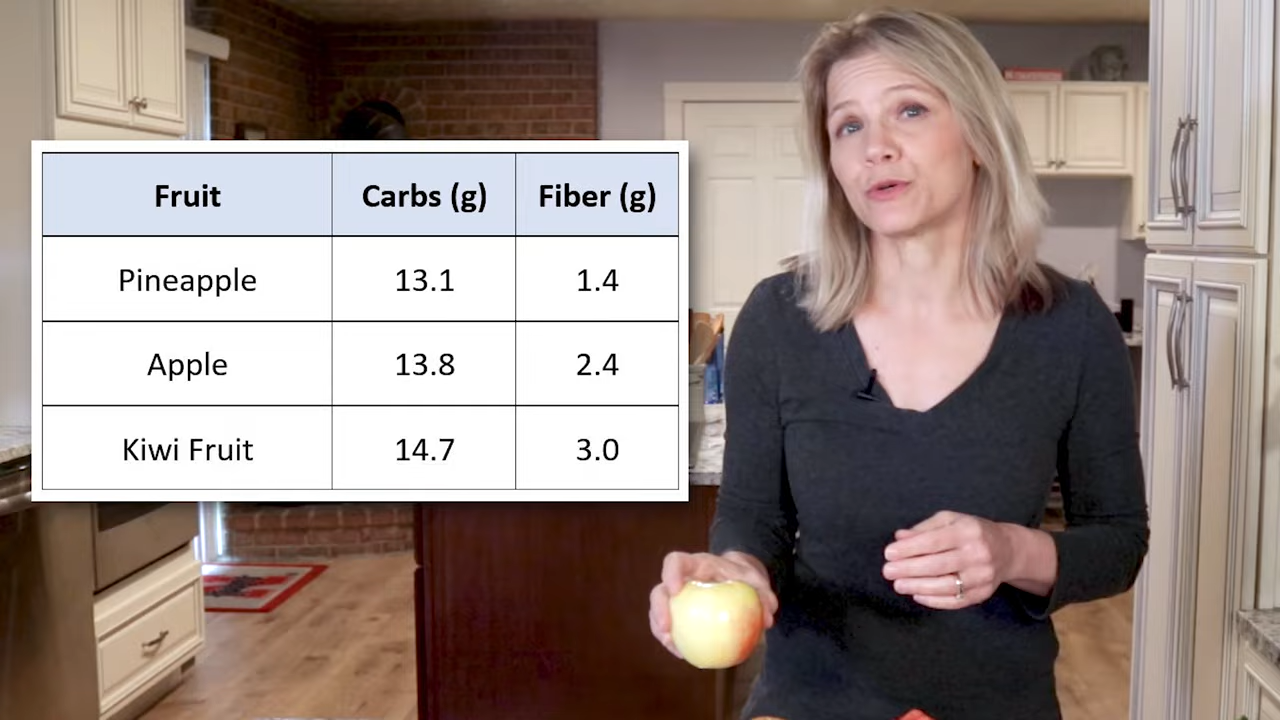 Fruit Carbs (g) Fiber (g)
Pineapple 13.1 1.4
Apple 13.8 2.4
Kiwi Fruit 14.7 3.0